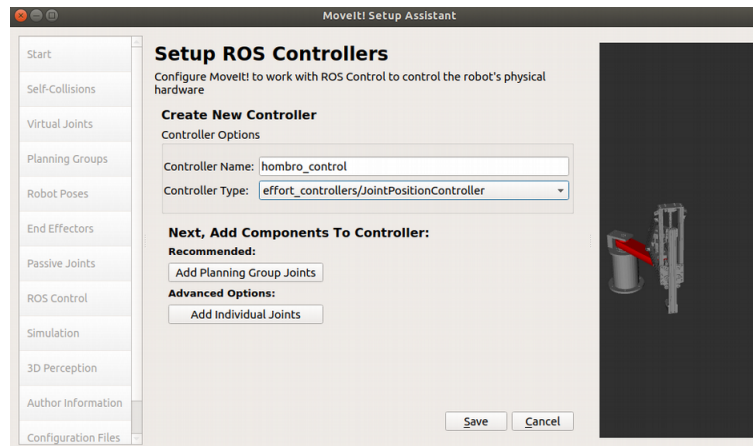 MoveIt! Setup Assistant
Start
Self-Collisions
Virtual Joints
Planning Groups
Robot Poses
End Effectors
Passive Joints
ROS Control
Simulation
3D Perception
Author Information
Configuration Files
Setup ROS Controllers
Configure MoveIt! to work with ROS Control to control the robot's physical
hardware
Create New Controller
Controller Options
Controller Name: hombro_control
Controller Type: effort_controllers/JointPositionController
Next, Add Components To Controller:
Recommended:
Add Planning Group Joints
Advanced Options:
Add Individual Joints
Save Cancel